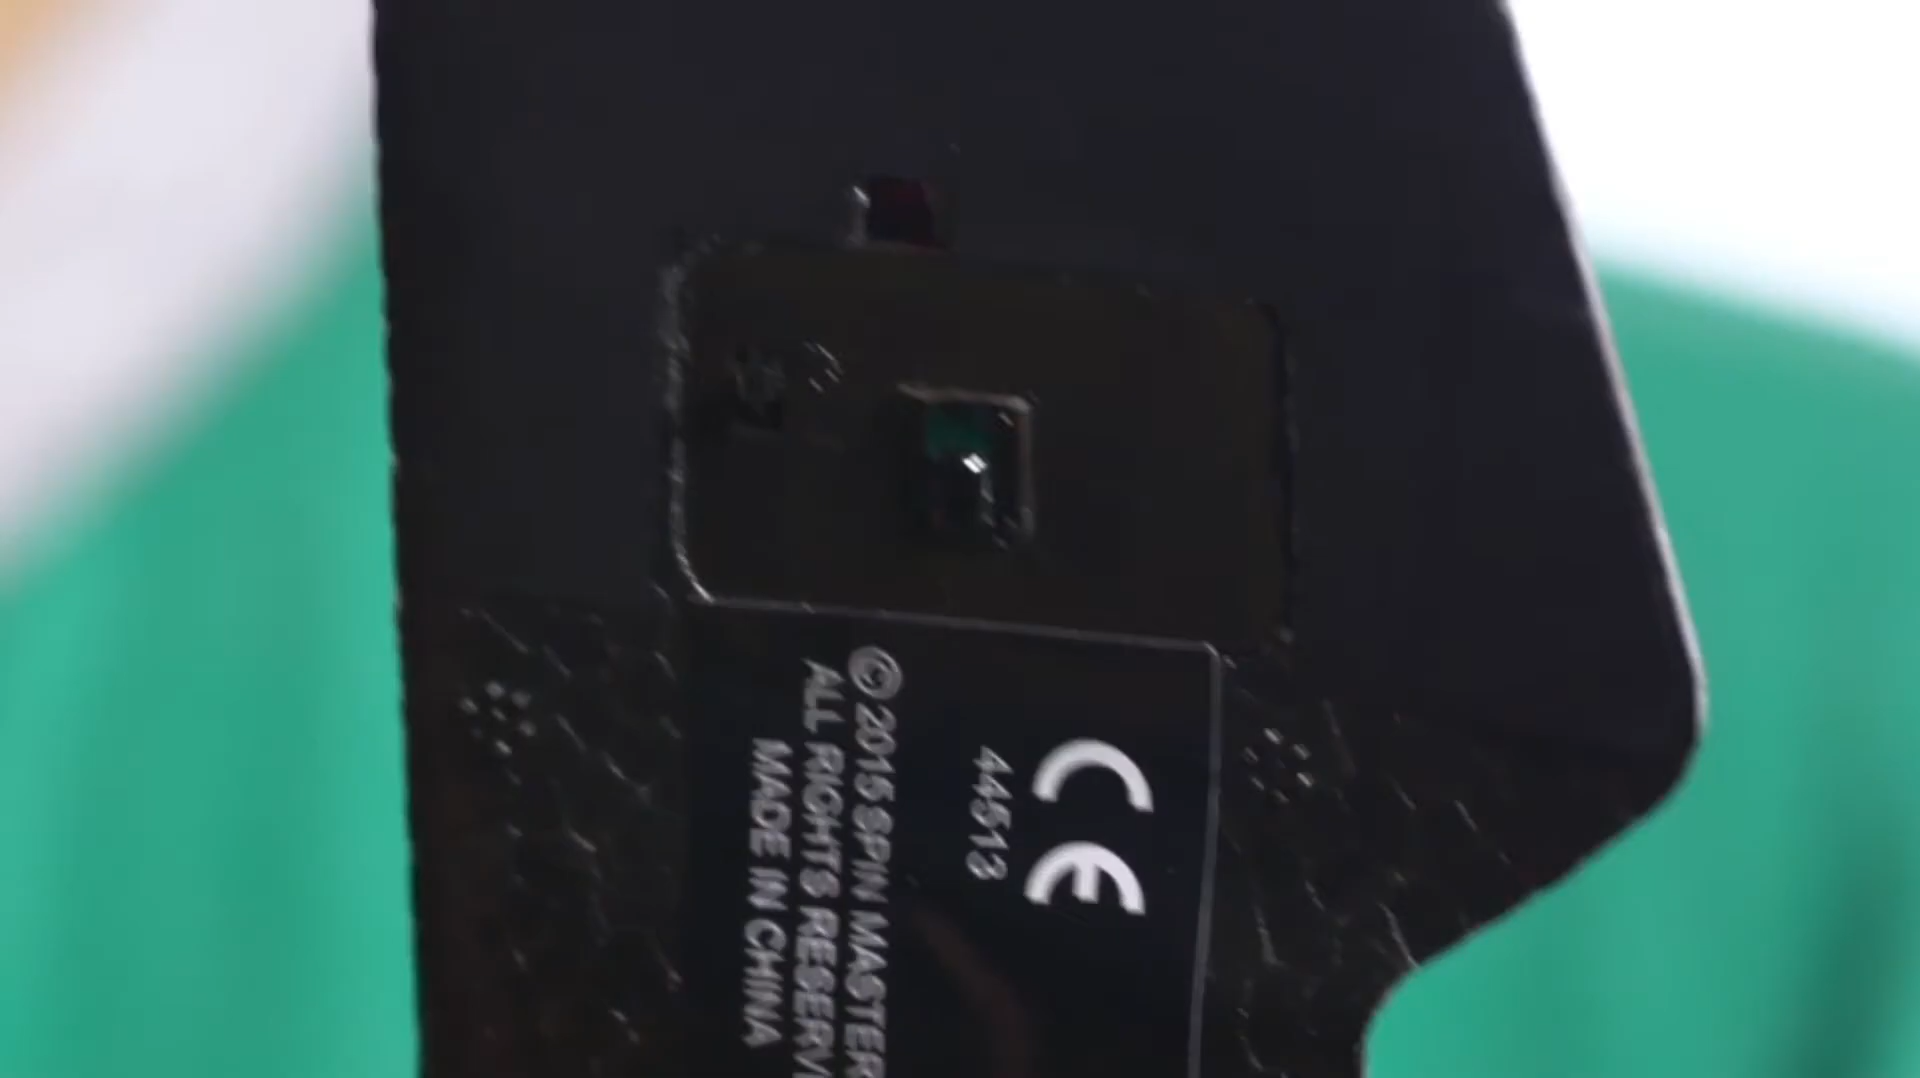 CE
44513
© 2015 SPIN MASTER
ALL RIGHTS RESERV
MADE IN CHINA